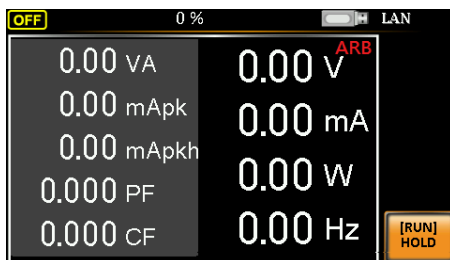 OFF 0 % LAN
ARB
0.00 VA 0.00 V
0.00 mApk 0.00 mA
0.00 mApkh 0.00 W
0.000 PF 0.00 Hz
0.000 CF
[RUN]
HOLD